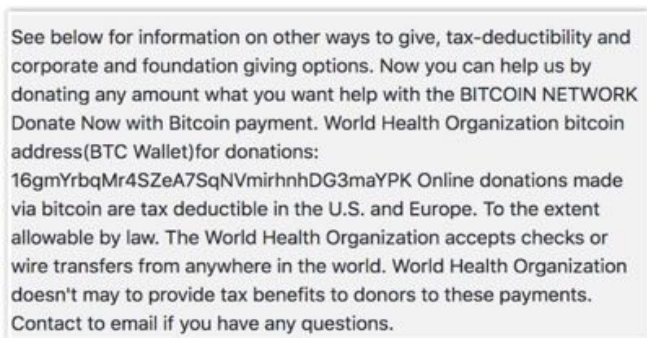 See below for information on other ways to give, tax-deductibility and
corporate and foundation giving options. Now you can help us by
donating any amount what you want help with the BITCOIN NETWORK
Donate Now with Bitcoin payment. World Health Organization bitcoin
address(BTC Wallet)for donations:
16gmYrbqMr4SZeA7SqNVmirhnhDG3maYPK Online donations made
via bitcoin are tax deductible in the U.S. and Europe. To the extent
allowable by law. The World Health Organization accepts checks or
wire transfers from anywhere in the world. World Health Organization
doesn't may to provide tax benefits to donors to these payments.
Contact to email if you have any questions.